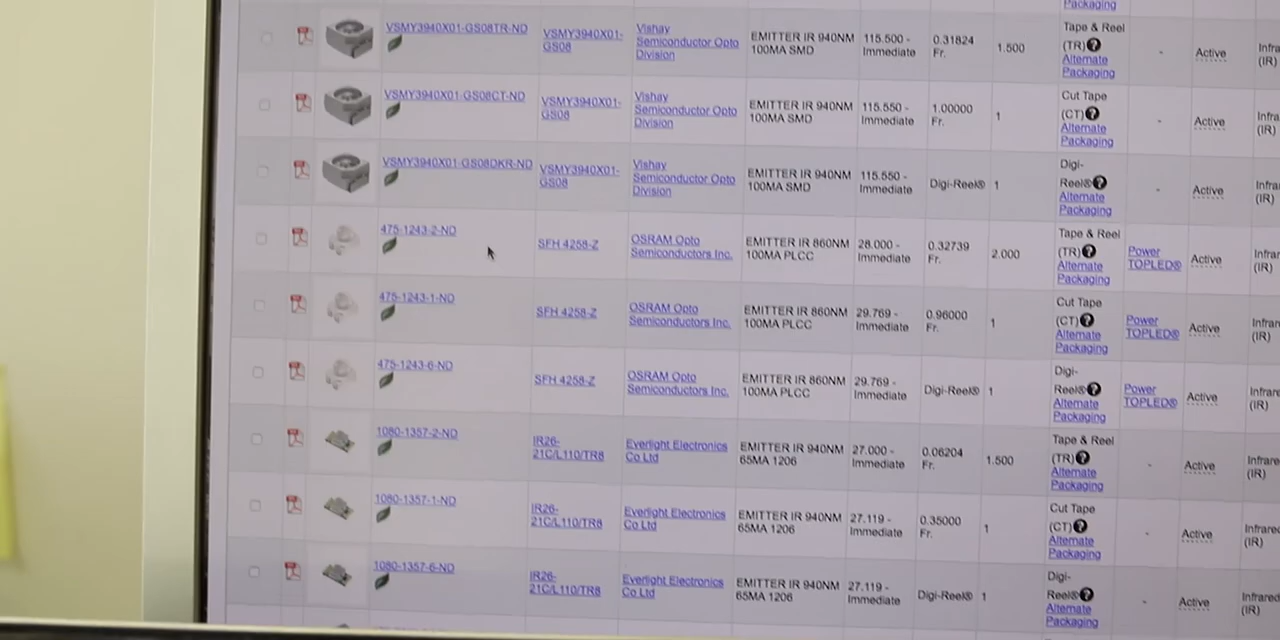 Packaging
VSMY3940X01-GS08TR-ND
VSMY3940X01-
GS08
Vishay
Semiconductor Opto
Division
EMITTER IR 940NM
100MA SMD
115.500 -
Immediate
0.31824
Fr.
1.500
Tape & Reel
(TR)?
Alternate
Packaging
-
Active
Infra
(IR)
VSMY3940X01-GS08CT-ND
VSMY3940X01-
GS08
Vishay
Semiconductor Opto
Division
EMITTER IR 940NM
100MA SMD
115.550 -
Immediate
1.00000
Fr.
1
Cut Tape
(CT)?
Alternate
Packaging
-
Active
Infra
(IR)
VSMY3940X01-GS08DKR-ND
VSMY3940X01-
GS08
Vishay
Semiconductor Opto
Division
EMITTER IR 940NM
100MA SMD
115.550 -
Immediate
Digi-Reel®
1
Digi-
Reel®?
Alternate
Packaging
-
Active
Infra
(IR)
475-1243-2-ND
SFH 4258-Z
OSRAM Opto
Semiconductors Inc.
EMITTER IR 860NM
100MA PLCC
28.000 -
Immediate
0.32739
Fr.
2.000
Tape & Reel
(TR)?
Alternate
Packaging
Power
TOPLED®
Active
Infra
(IR)
475-1243-1-ND
SFH 4258-Z
OSRAM Opto
Semiconductors Inc.
EMITTER IR 860NM
100MA PLCC
29.769 -
Immediate
0.96000
Fr.
1
Cut Tape
(CT)?
Alternate
Packaging
Power
TOPLED®
Active
Infrare
(IR)
475-1243-6-ND
SFH 4258-Z
OSRAM Opto
Semiconductors Inc.
EMITTER IR 860NM
100MA PLCC
29.769 -
Immediate
Digi-Reel®
1
Digi-
Reel®?
Alternate
Packaging
Power
TOPLED®
Active
Infrare
(IR)
1080-1357-2-ND
IR26-
21C/L110/TR8
Everlight Electronics
Co Ltd
EMITTER IR 940NM
65MA 1206
27.000 -
Immediate
0.06204
Fr.
1.500
Tape & Reel
(TR)?
Alternate
Packaging
-
Active
Infrare
(IR)
1080-1357-1-ND
IR26-
21C/L110/TR8
Everlight Electronics
Co Ltd
EMITTER IR 940NM
65MA 1206
27.119 -
Immediate
0.35000
Fr.
1
Cut Tape
(CT)?
Alternate
Packaging
-
Active
Infrared
(IR)
1080-1357-6-ND
IR26-
21C/L110/TR8
Everlight Electronics
Co Ltd
EMITTER IR 940NM
65MA 1206
27.119 -
Immediate
Digi-Reel®
1
Digi-
Reel®?
Alternate
Packaging
-
Active
Infrared
(IR)